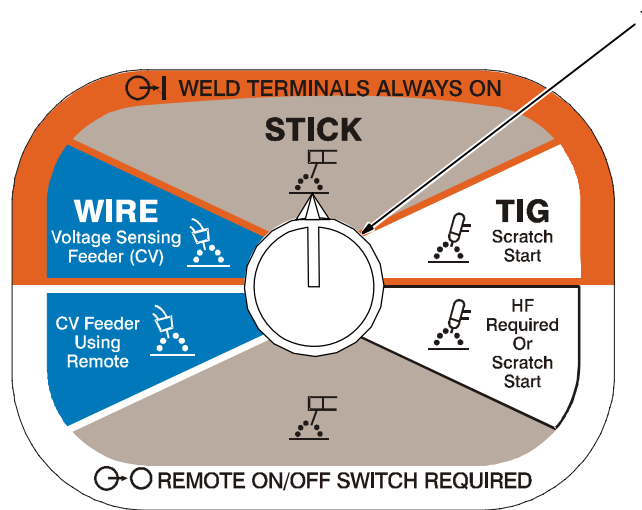 WELD TERMINALS ALWAYS ON
STICK
WIRE
Voltage Sensing
Feeder (CV)
TIG
Scratch
Start
CV Feeder
Using
Remote
HF
Required
Or
Scratch
Start
REMOTE ON/OFF SWITCH REQUIRED